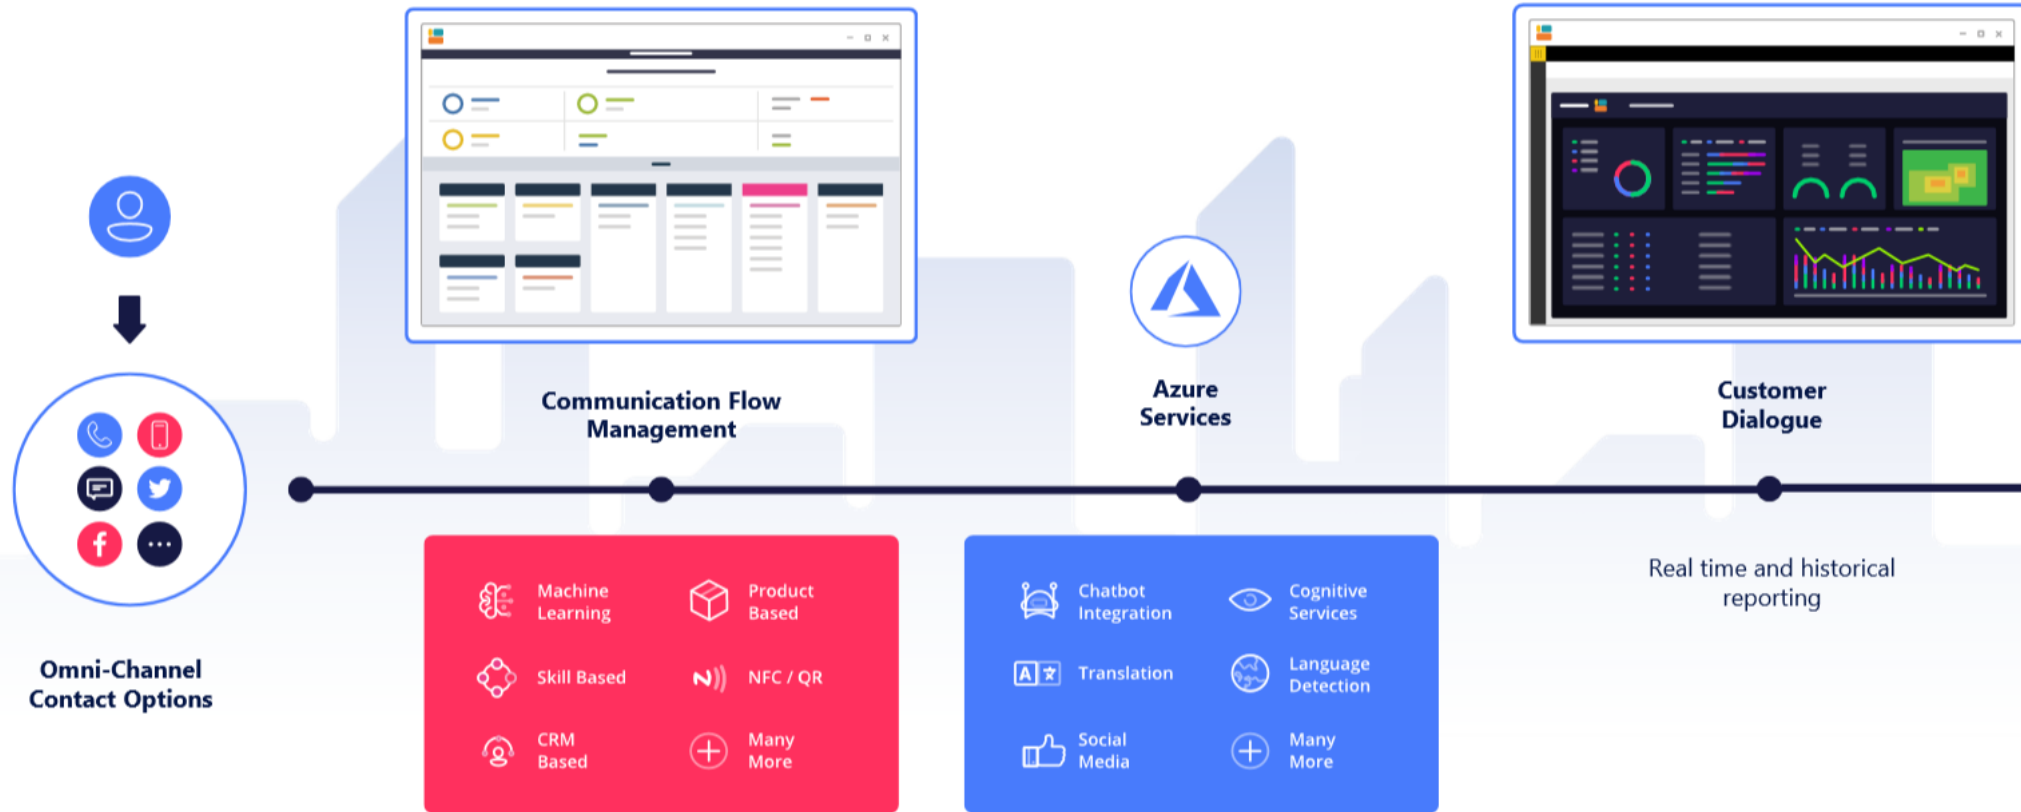 Omni-Channel
Contact Options
Communication Flow
Management
Machine
Learning
Product
Based
Skill Based
NFC / QR
CRM
Based
Many
More
Azure
Services
Chatbot
Integration
Cognitive
Services
A
Translation
Language
Detection
Social
Media
Many
More
Customer
Dialogue
Real time and historical
reporting